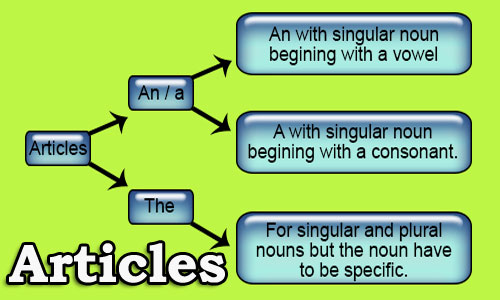 An with singular noun
begining with a vowel
An / a
Articles
A with singular noun
begining with a consonant.
The
For singular and plural
nouns but the noun have
to be specific.
Articles